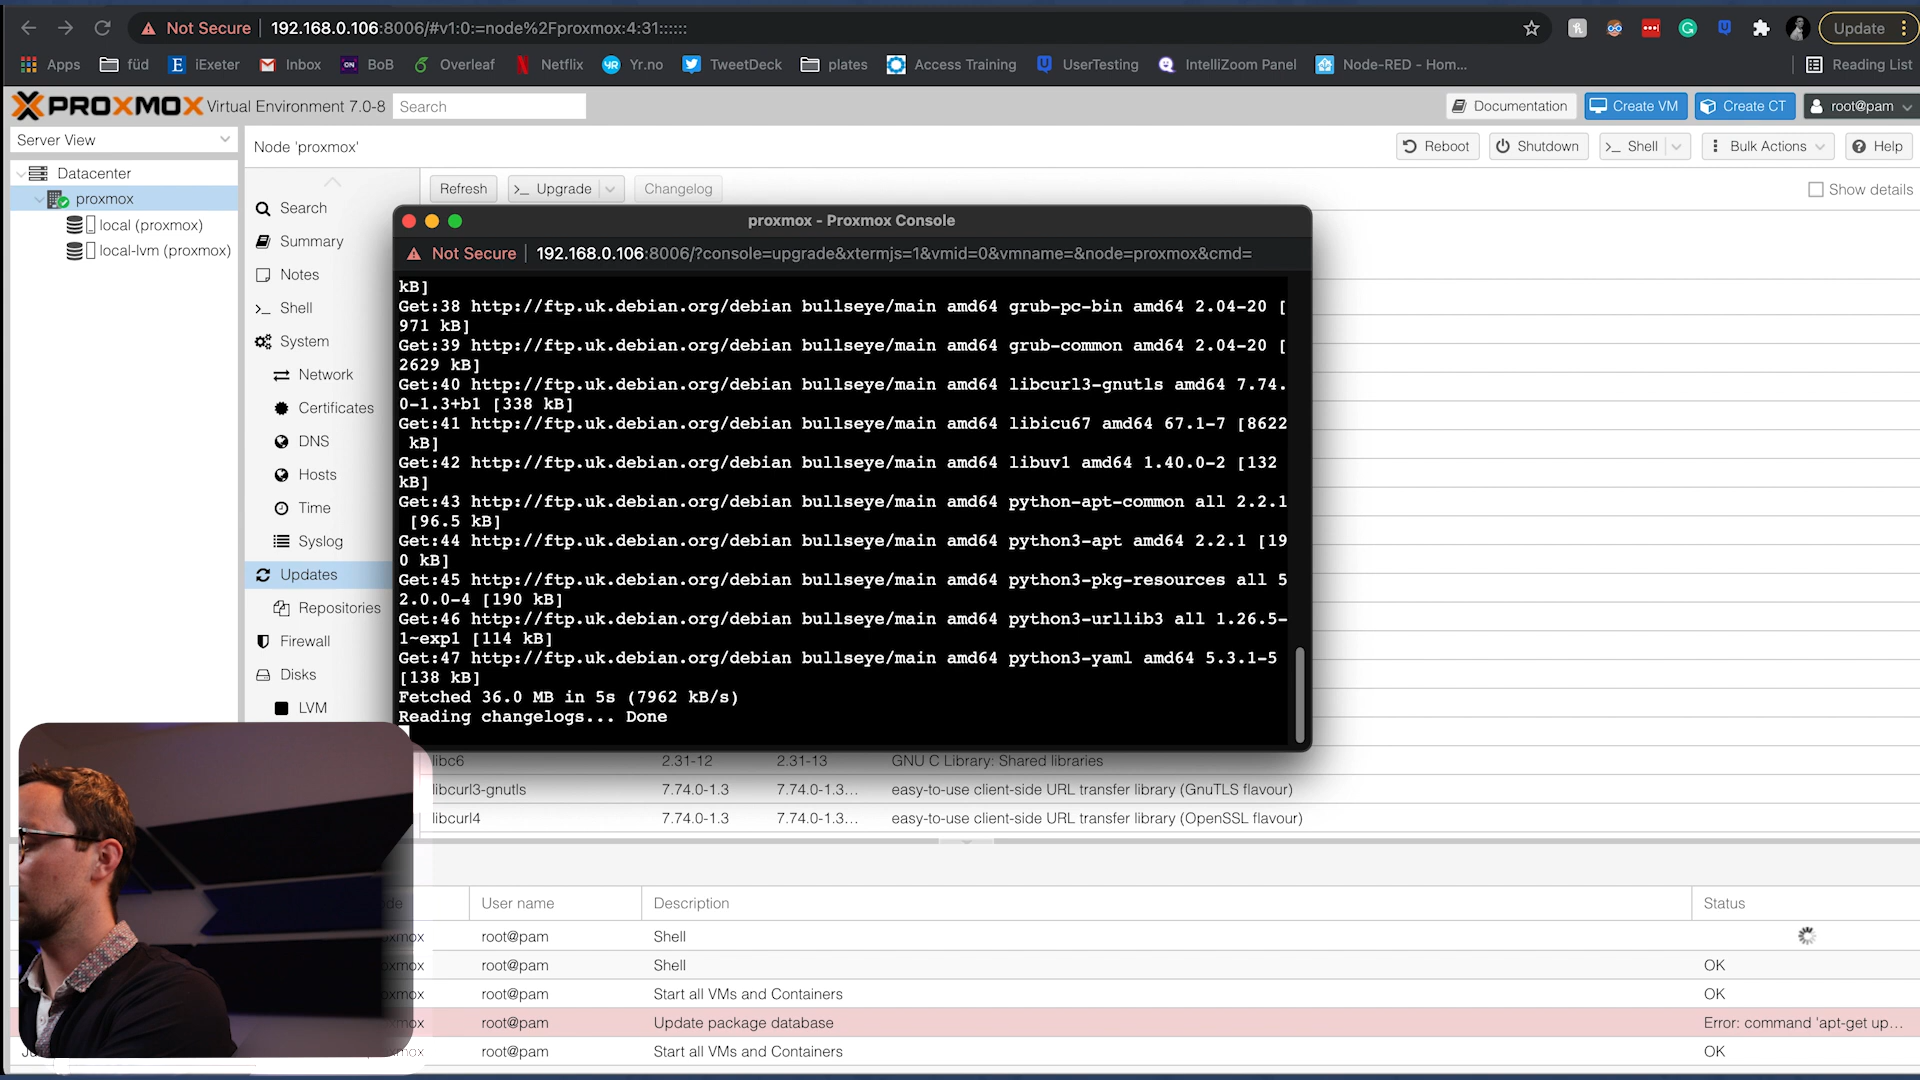 Not Secure 192.168.0.106:8006/#v1:0:=node%2Fproxmox:4:31:::::: Update
Apps füd iExeter Inbox BoB Overleaf Netflix Yr.no TweetDeck plates Access Training UserTesting IntelliZoom Panel Node-RED - Hom... Reading List
PROXMOX Virtual Environment 7.0-8 Search Documentation Create VM Create CT root@pam
Server View
Node 'proxmox' Reboot Shutdown >_ Shell Bulk Actions Help
Datacenter
proxmox
local (proxmox)
local-lvm (proxmox)
Refresh >_ Upgrade Changelog Show details
Search
Summary
Notes
>_ Shell
System
Network
Certificates
DNS
Hosts
Time
Syslog
Updates
Repositories
Firewall
Disks
LVM
proxmox - Proxmox Console
Not Secure 192.168.0.106:8006/?console=upgrade&xtermjs=1&vmid=0&vmname=&node=proxmox&cmd=
kB]
Get:38 http://ftp.uk.debian.org/debian bullseye/main amd64 grub-pc-bin amd64 2.04-20 [
971 kB]
Get:39 http://ftp.uk.debian.org/debian bullseye/main amd64 grub-common amd64 2.04-20 [
2629 kB]
Get:40 http://ftp.uk.debian.org/debian bullseye/main amd64 libcurl3-gnutls amd64 7.74.
0-1.3+b1 [338 kB]
Get:41 http://ftp.uk.debian.org/debian bullseye/main amd64 libicu67 amd64 67.1-7 [8622
kB]
Get:42 http://ftp.uk.debian.org/debian bullseye/main amd64 libuv1 amd64 1.40.0-2 [132
kB]
Get:43 http://ftp.uk.debian.org/debian bullseye/main amd64 python-apt-common all 2.2.1
[96.5 kB]
Get:44 http://ftp.uk.debian.org/debian bullseye/main amd64 python3-apt amd64 2.2.1 [19
0 kB]
Get:45 http://ftp.uk.debian.org/debian bullseye/main amd64 python3-pkg-resources all 5
2.0.0-4 [190 kB]
Get:46 http://ftp.uk.debian.org/debian bullseye/main amd64 python3-urllib3 all 1.26.5-
1~exp1 [114 kB]
Get:47 http://ftp.uk.debian.org/debian bullseye/main amd64 python3-yaml amd64 5.3.1-5
[138 kB]
Fetched 36.0 MB in 5s (7962 kB/s)
Reading changelogs... Done
libc6 2.31-12 2.31-13 GNU C Library: Shared libraries
libcurl3-gnutls 7.74.0-1.3 7.74.0-1.3... easy-to-use client-side URL transfer library (GnuTLS flavour)
libcurl4 7.74.0-1.3 7.74.0-1.3... easy-to-use client-side URL transfer library (OpenSSL flavour)
User name Description Status
root@pam Shell
root@pam Shell OK
root@pam Start all VMs and Containers OK
root@pam Update package database Error: command 'apt-get up...
root@pam Start all VMs and Containers OK